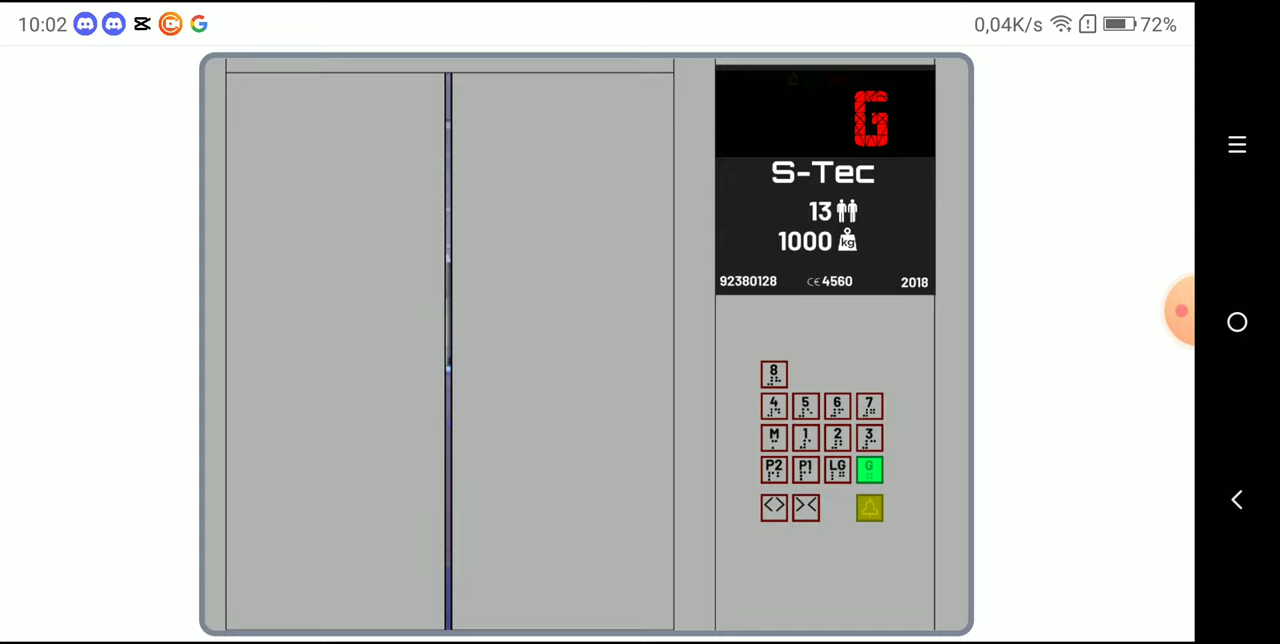 10:02
0,04K/s
72%
G
S-Tec
13
1000 kg
92380128 CE 4560 2018
8
4 5 6 7
M 1 2 3
P2 P1 LG G
<> ><